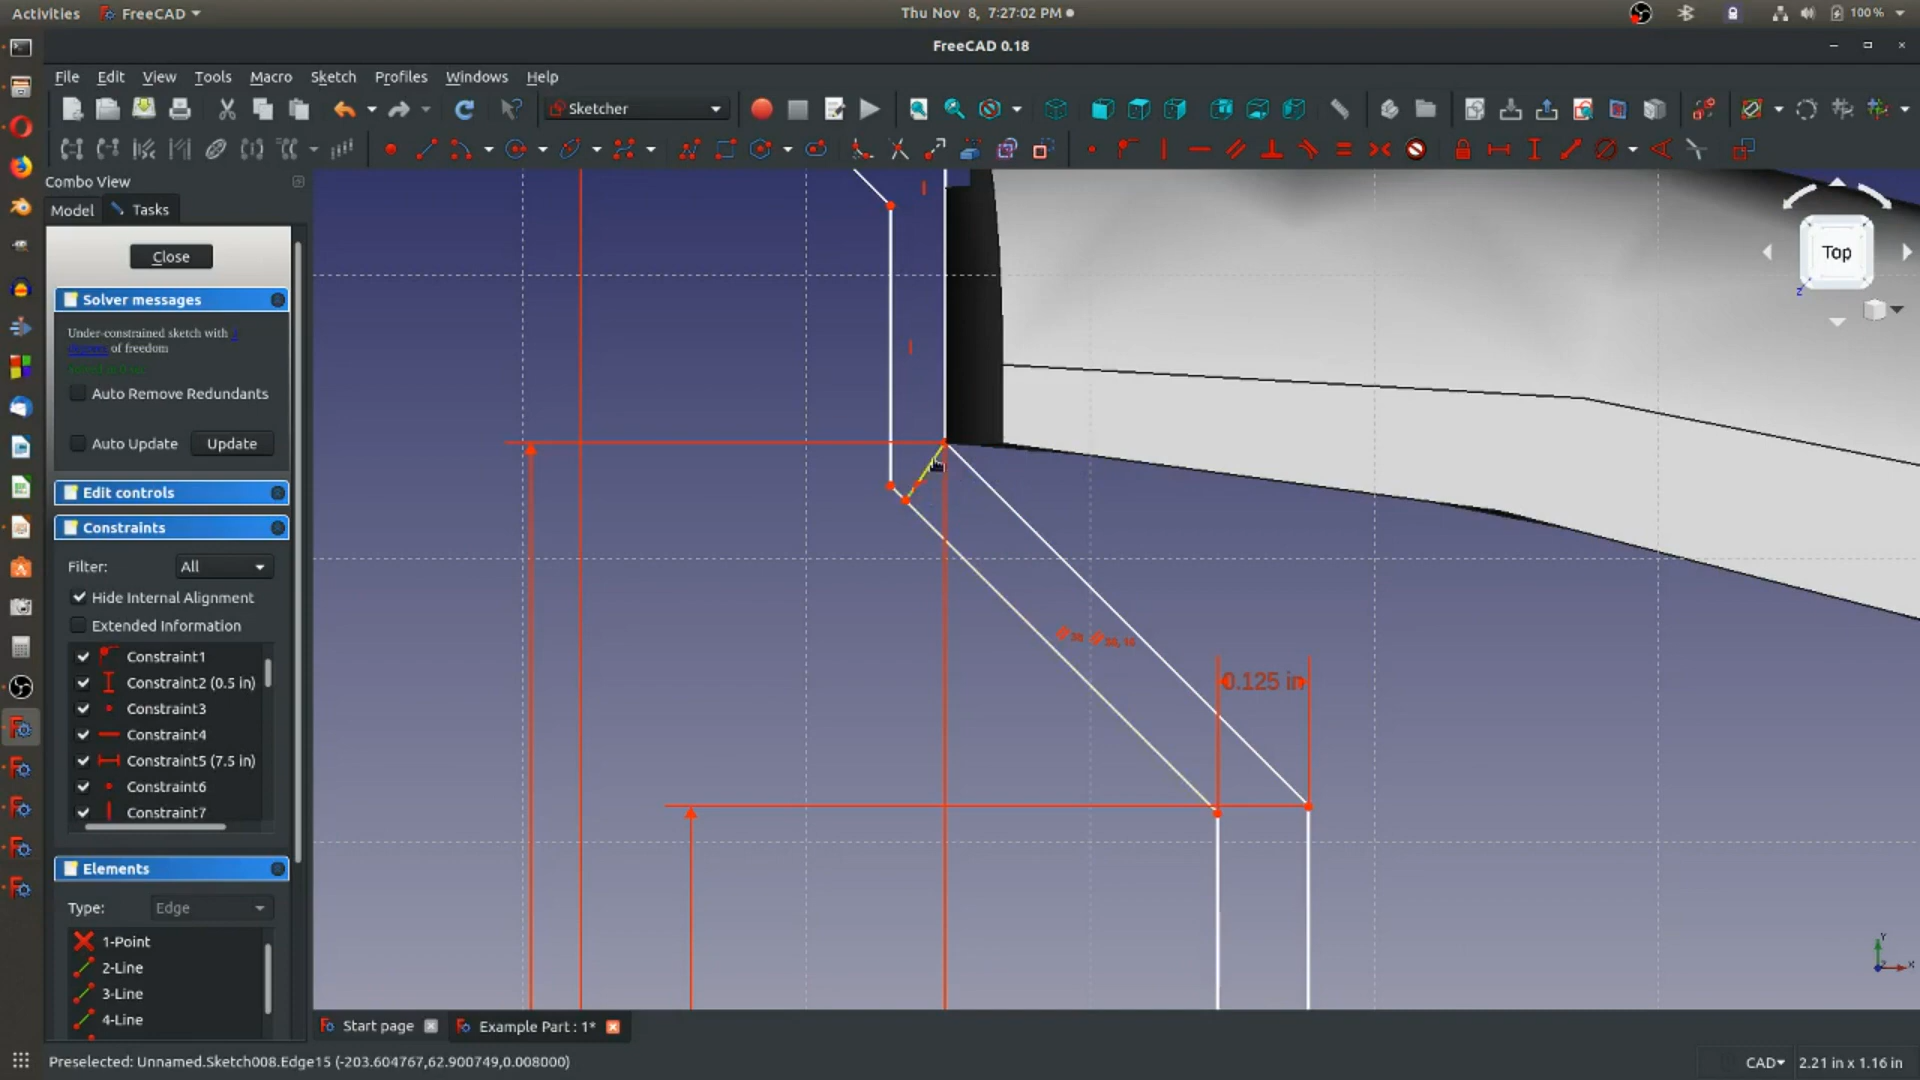 Activities
FreeCAD
Thu Nov 8, 7:27:02 PM
100%
FreeCAD 0.18
File Edit View Tools Macro Sketch Profiles Windows Help
Sketcher
Combo View
Model
Tasks
Close
Solver messages
Under-constrained sketch with
degrees of freedom
Auto Remove Redundants
Auto Update
Update
Edit controls
Constraints
Filter:
All
Hide Internal Alignment
Extended Information
Constraint1
Constraint2 (0.5 in)
Constraint3
Constraint4
Constraint5 (7.5 in)
Constraint6
Constraint7
Elements
Type:
Edge
1-Point
2-Line
3-Line
4-Line
0.125 in
Top
z
Y
X
Start page
Example Part : 1*
Preselected: Unnamed.Sketch008.Edge15 (-203.604767,62.900749,0.008000)
CAD
2.21 in x 1.16 in